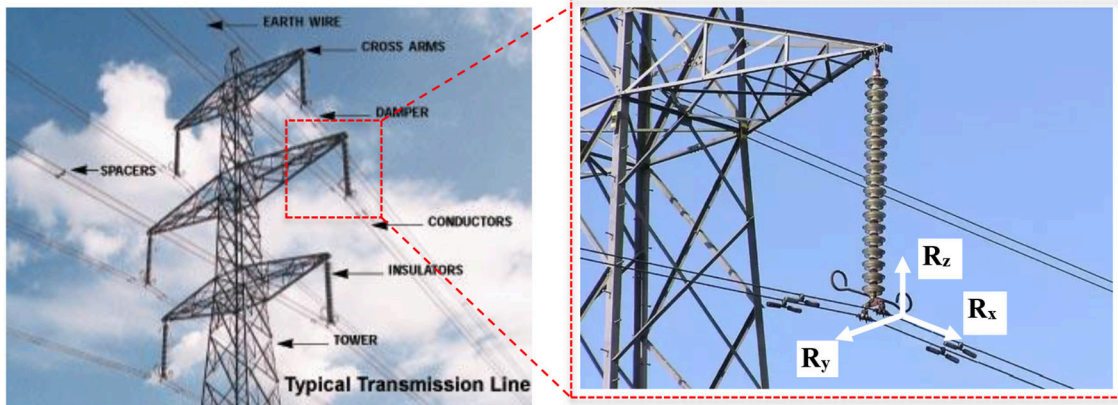 EARTH WIRE
CROSS ARMS
DAMPER
SPACERS
CONDUCTORS
INSULATORS
TOWER
Typical Transmission Line
Rz
Rx
Ry